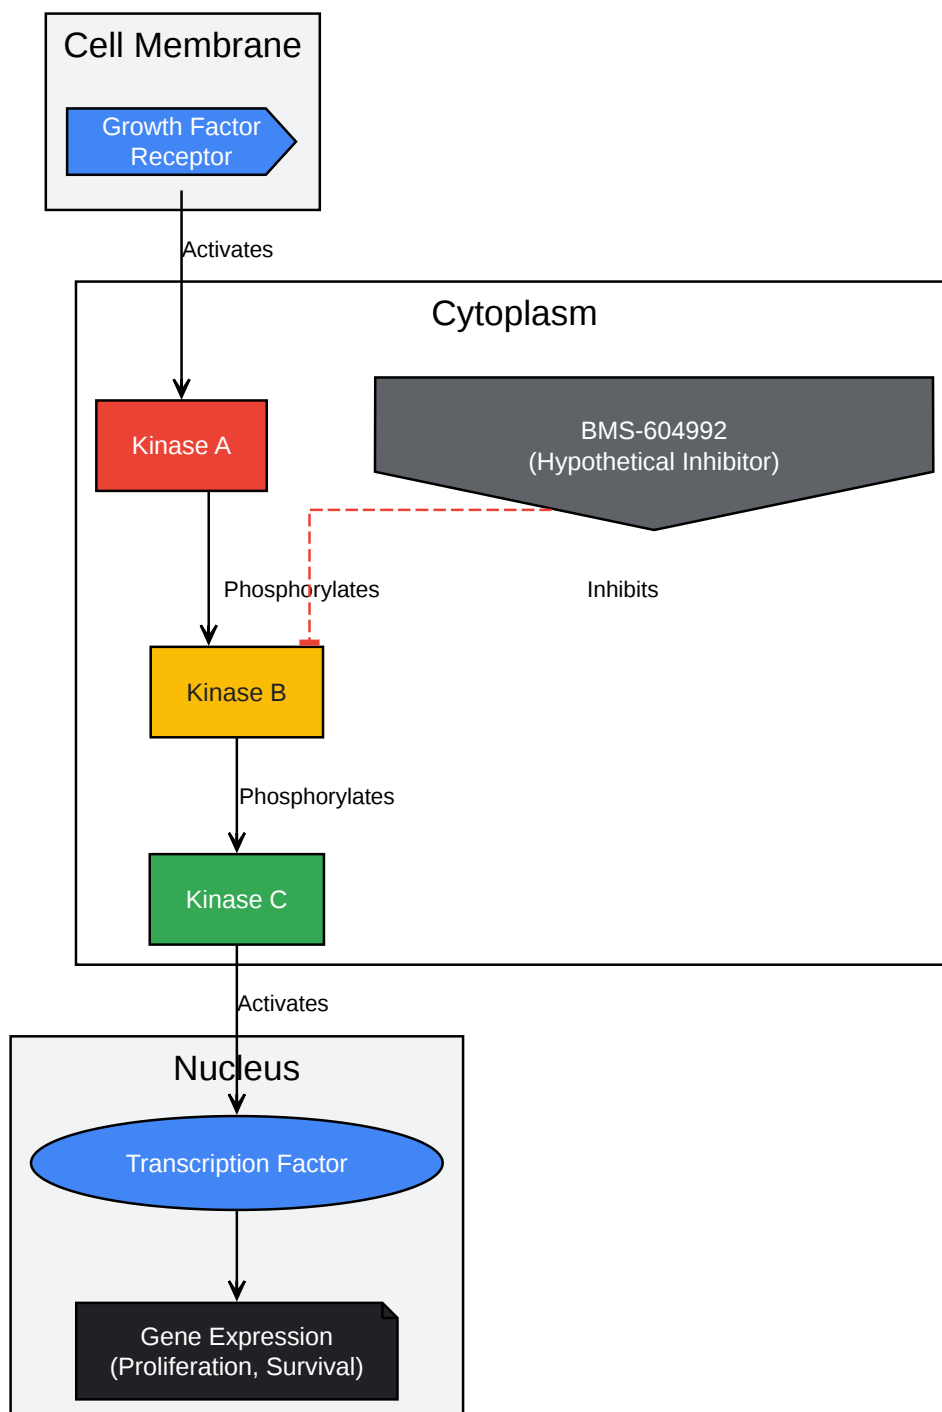 Cell Membrane
Growth Factor
Receptor
Activates
Cytoplasm
Kinase A
BMS-604992
(Hypothetical Inhibitor)
Phosphorylates
Inhibits
Kinase B
Phosphorylates
Kinase C
Activates
Nucleus
Transcription Factor
Gene Expression
(Proliferation, Survival)